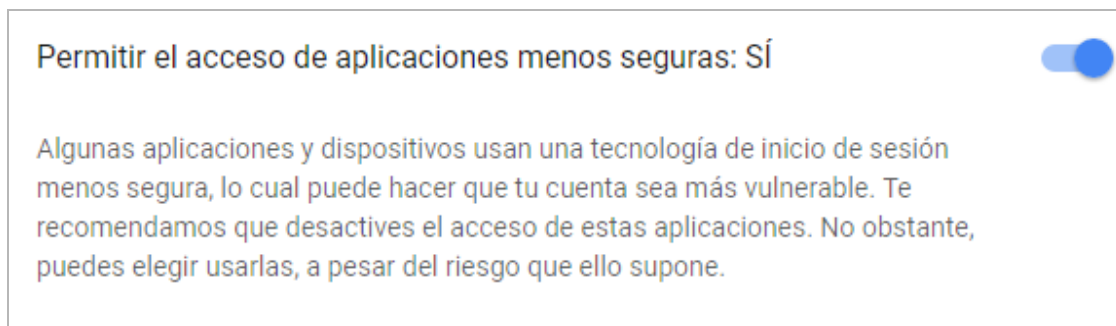 Permitir el acceso de aplicaciones menos seguras: SÍ
Algunas aplicaciones y dispositivos usan una tecnología de inicio de sesión
menos segura, lo cual puede hacer que tu cuenta sea más vulnerable. Te
recomendamos que desactives el acceso de estas aplicaciones. No obstante,
puedes elegir usarlas, a pesar del riesgo que ello supone.